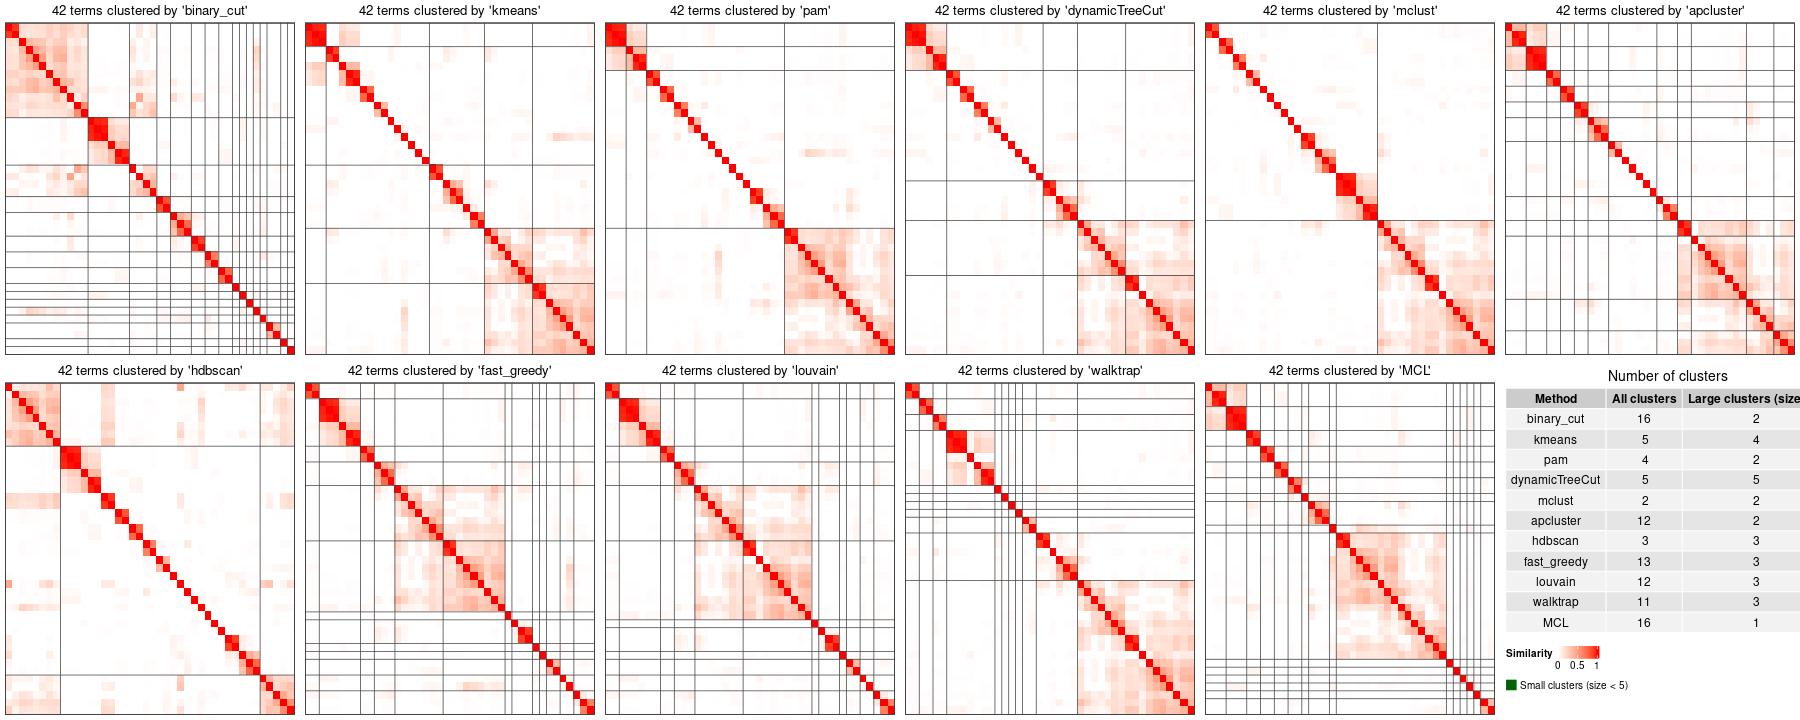 42 terms clustered by 'binary_cut'
42 terms clustered by 'kmeans'
42 terms clustered by 'pam'
42 terms clustered by 'dynamicTreeCut'
42 terms clustered by 'mclust'
42 terms clustered by 'apcluster'
42 terms clustered by 'hdbscan'
42 terms clustered by 'fast_greedy'
42 terms clustered by 'louvain'
42 terms clustered by 'walktrap'
42 terms clustered by 'MCL'
Number of clusters
Method All clusters Large clusters (size
binary_cut 16 2
kmeans 5 4
pam 4 2
dynamicTreeCut 5 5
mclust 2 2
apcluster 12 2
hdbscan 3 3
fast_greedy 13 3
louvain 12 3
walktrap 11 3
MCL 16 1
Similarity
0 0.5 1
Small clusters (size < 5)